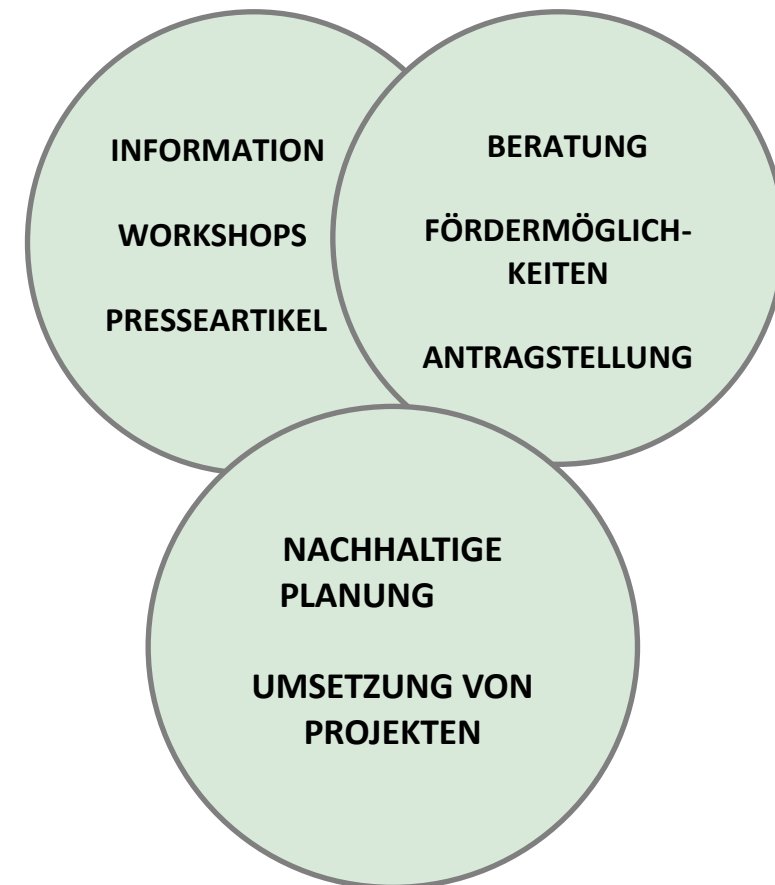 INFORMATION
WORKSHOPS
PRESSEARTIKEL
BERATUNG
FÖRDERMÖGLICH-
KEITEN
ANTRAGSTELLUNG
NACHHALTIGE
PLANUNG
UMSETZUNG VON
PROJEKTEN